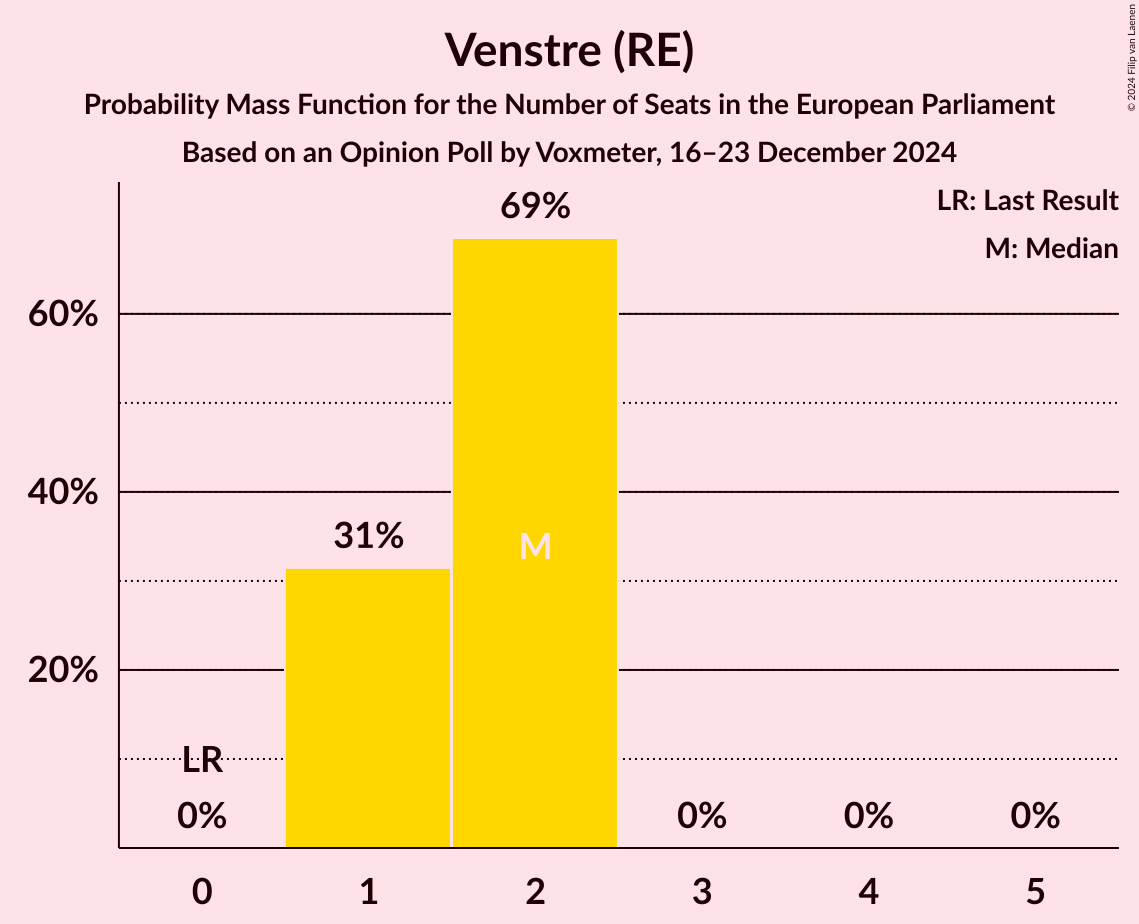 Venstre (RE)
Probability Mass Function for the Number of Seats in the European Parliament
Based on an Opinion Poll by Voxmeter, 16–23 December 2024
© 2024 Filip van Laenen
LR: Last Result
M: Median
69%
60%
40%
31%
M
20%
LR
0%
0%
0%
0%
0
1
2
3
4
5